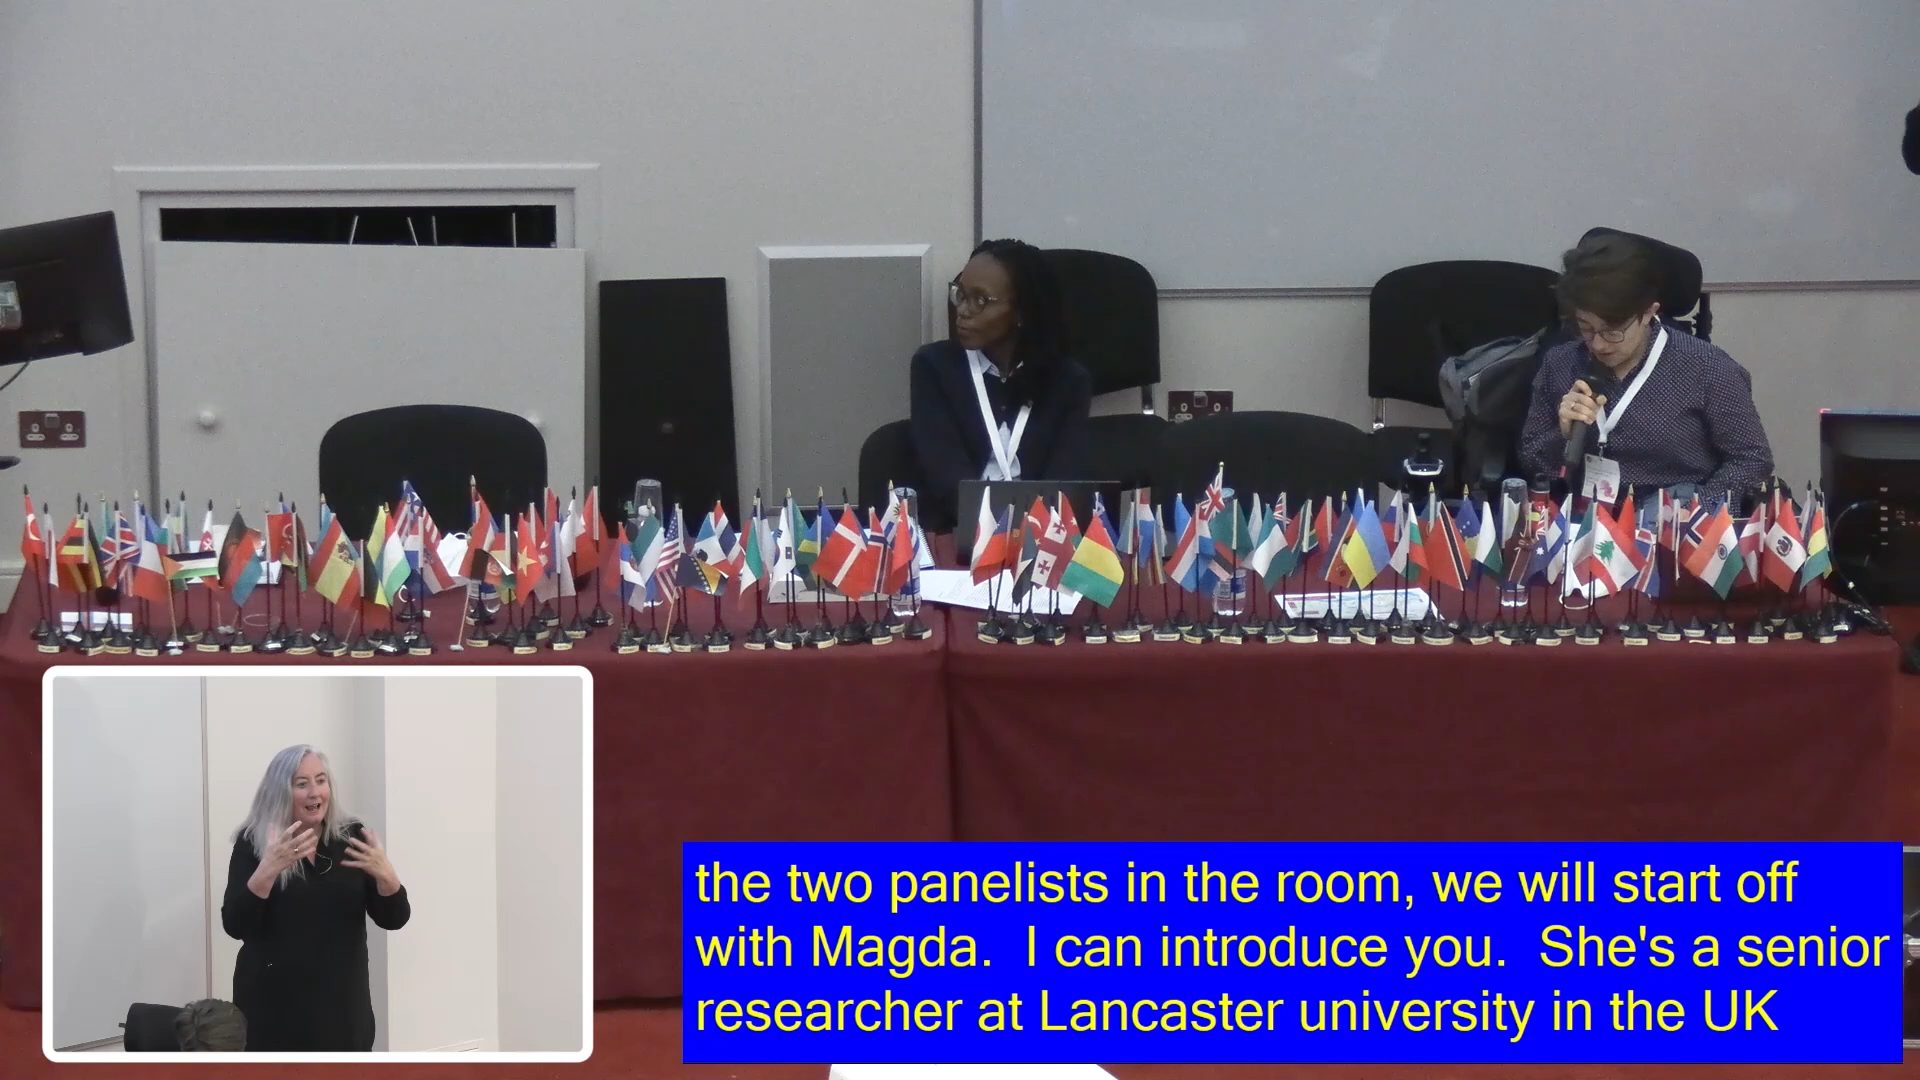 the two panelists in the room, we will start off
with Magda.  I can introduce you.  She's a senior
researcher at Lancaster university in the UK